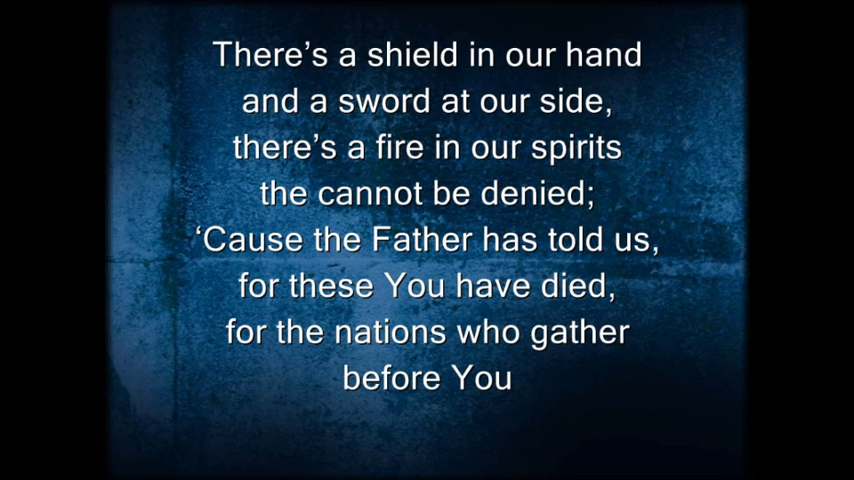 There’s a shield in our hand
and a sword at our side,
there’s a fire in our spirits
the cannot be denied;
‘Cause the Father has told us,
for these You have died,
for the nations who gather
before You